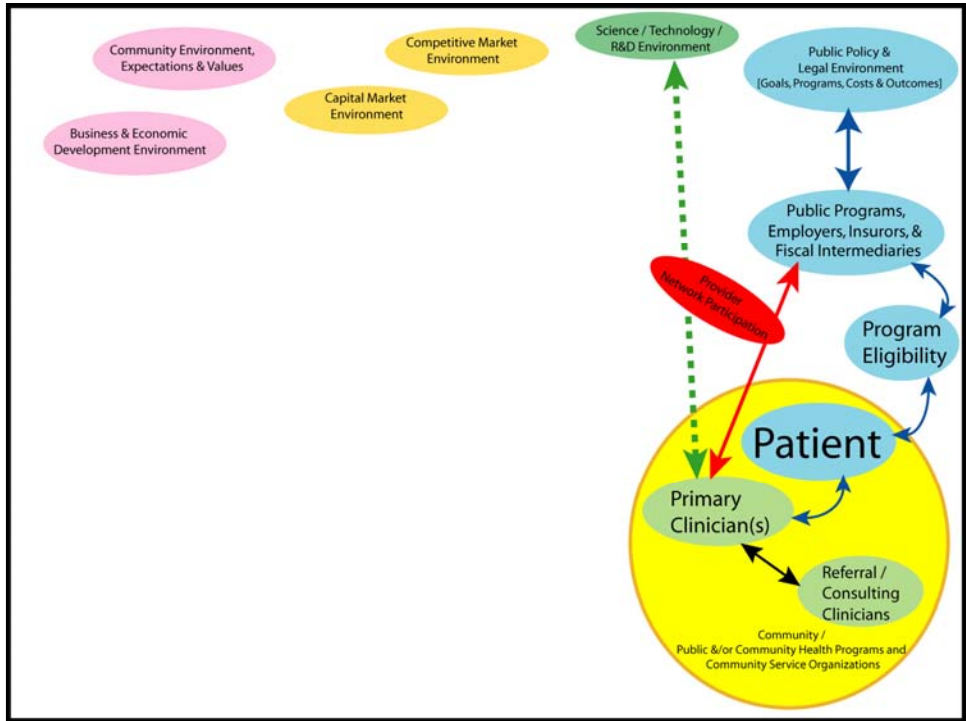 Community Environment,
Expectations & Values
Competitive Market
Environment
Science / Technology /
R&D Environment
Public Policy &
Legal Environment
[Goals, Programs, Costs & Outcomes]
Capital Market
Environment
Business & Economic
Development Environment
Public Programs,
Employers, Insurors, &
Fiscal Intermediaries
Provider
Network Participation
Program
Eligibility
Patient
Primary
Clinician(s)
Referral /
Consulting
Clinicians
Community /
Public &/or Community Health Programs and
Community Service Organizations